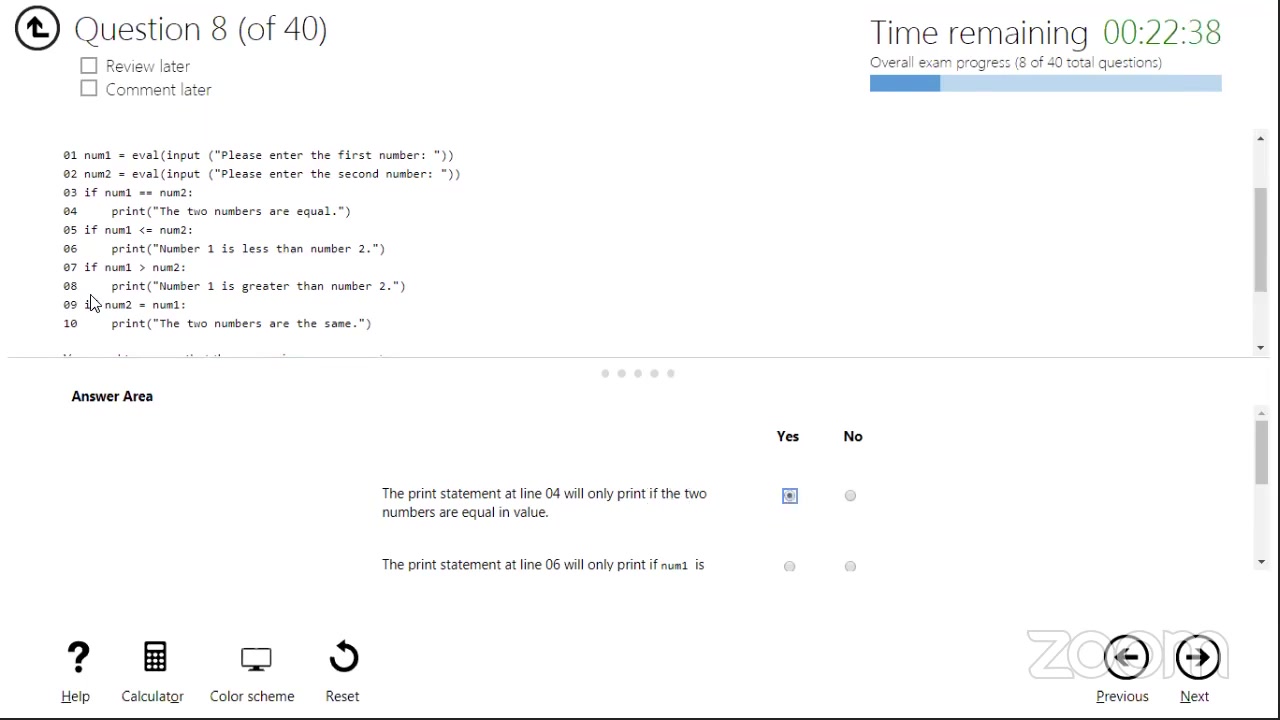 Question 8 (of 40)
Time remaining 00:22:38
Review later
Overall exam progress (8 of 40 total questions)
Comment later
01 num1 = eval(input ("Please enter the first number: "))
02 num2 = eval(input ("Please enter the second number: "))
03 if num1 == num2:
04     print("The two numbers are equal.")
05 if num1 <= num2:
06     print("Number 1 is less than number 2.")
07 if num1 > num2:
08     print("Number 1 is greater than number 2.")
09 if num2 = num1:
10     print("The two numbers are the same.")
Answer Area
Yes No
The print statement at line 04 will only print if the two
numbers are equal in value.
The print statement at line 06 will only print if num1 is
zoom
Help Calculator Color scheme Reset Previous Next